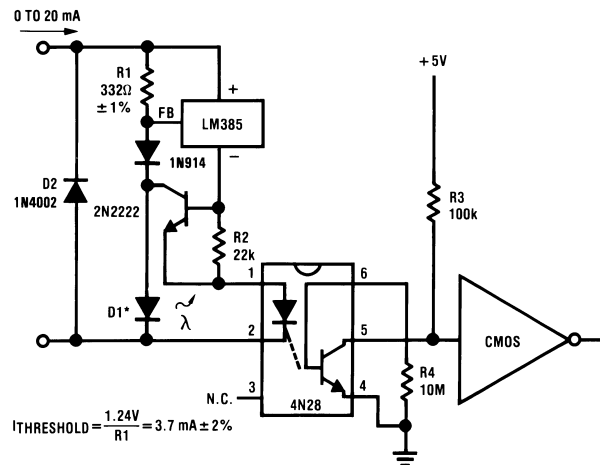 0 TO 20 mA
+5V
R1
332Ω
±1%
FB
+
LM385
−
1N914
D2
1N4002
2N2222
R2
22k
R3
100k
D1*
λ
1
6
2
5
CMOS
3
N.C.
4
4N28
R4
10M
ITHRESHOLD = 1.24V / R1 = 3.7 mA ± 2%